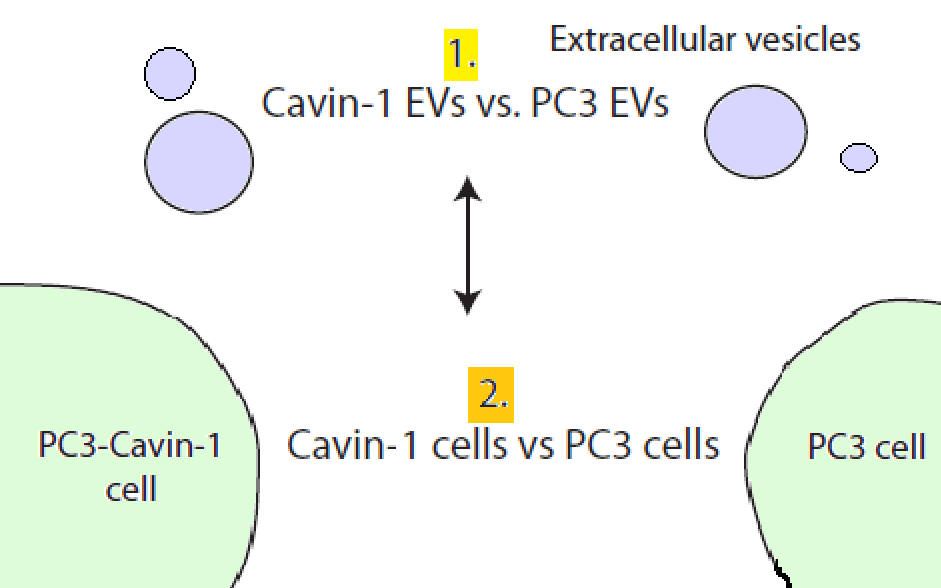 Extracellular vesicles
1.
Cavin-1 EVs vs. PC3 EVs
2.
Cavin-1 cells vs PC3 cells
PC3-Cavin-1
cell
PC3 cell